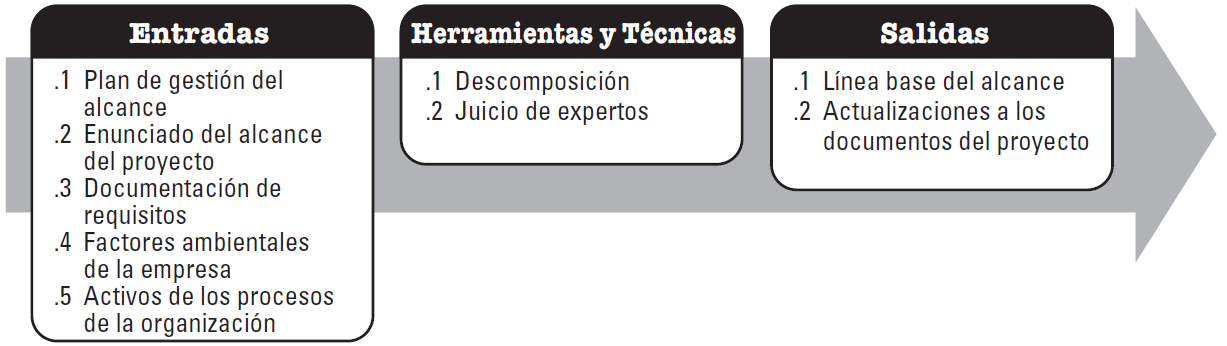 Entradas
.1 Plan de gestión del
alcance
.2 Enunciado del alcance
del proyecto
.3 Documentación de
requisitos
.4 Factores ambientales
de la empresa
.5 Activos de los procesos
de la organización
Herramientas y Técnicas
.1 Descomposición
.2 Juicio de expertos
Salidas
.1 Línea base del alcance
.2 Actualizaciones a los
documentos del proyecto